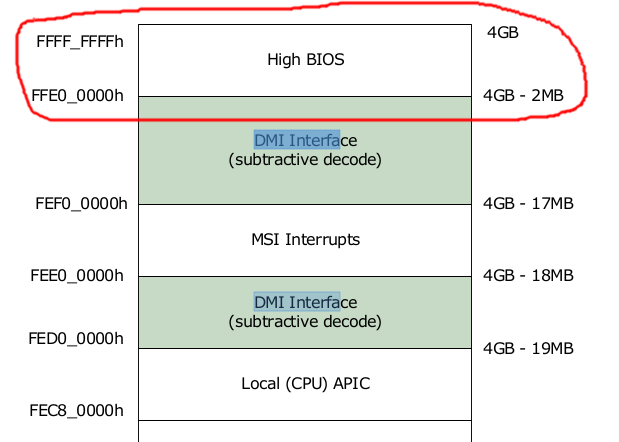 FFFF_FFFFh
4GB
High BIOS
FFE0_0000h
4GB - 2MB
DMI Interface
(subtractive decode)
FEF0_0000h
4GB - 17MB
MSI Interrupts
FEE0_0000h
4GB - 18MB
DMI Interface
(subtractive decode)
FED0_0000h
4GB - 19MB
Local (CPU) APIC
FEC8_0000h